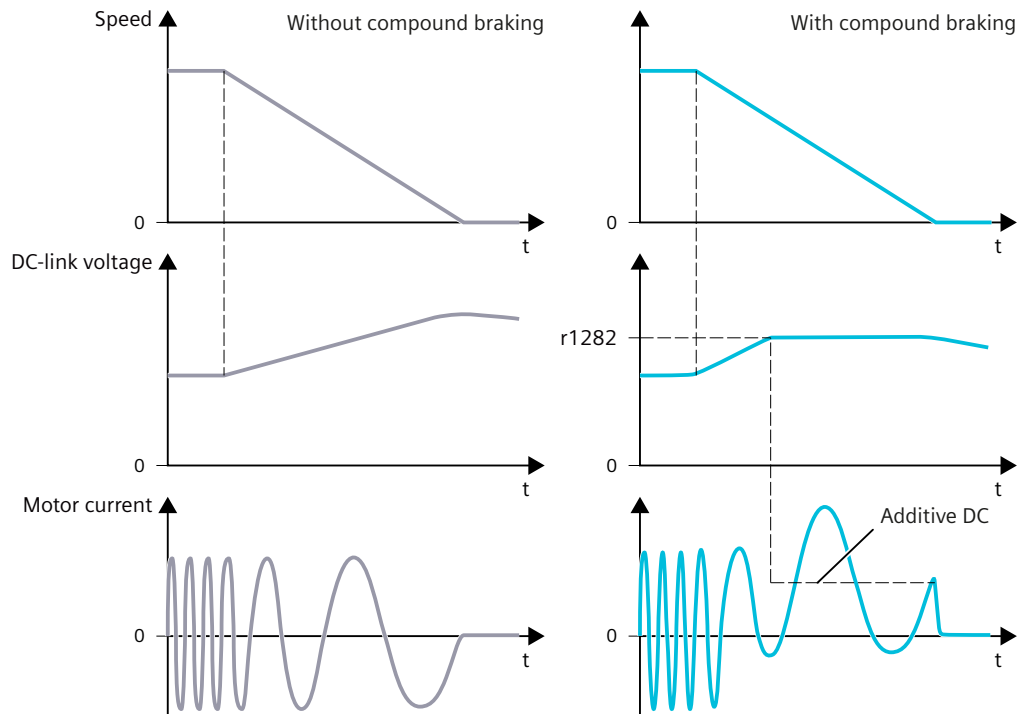 Speed
Without compound braking
0
t
DC-link voltage
0
t
Motor current
0
t
With compound braking
0
t
r1282
0
t
Additive DC
0
t